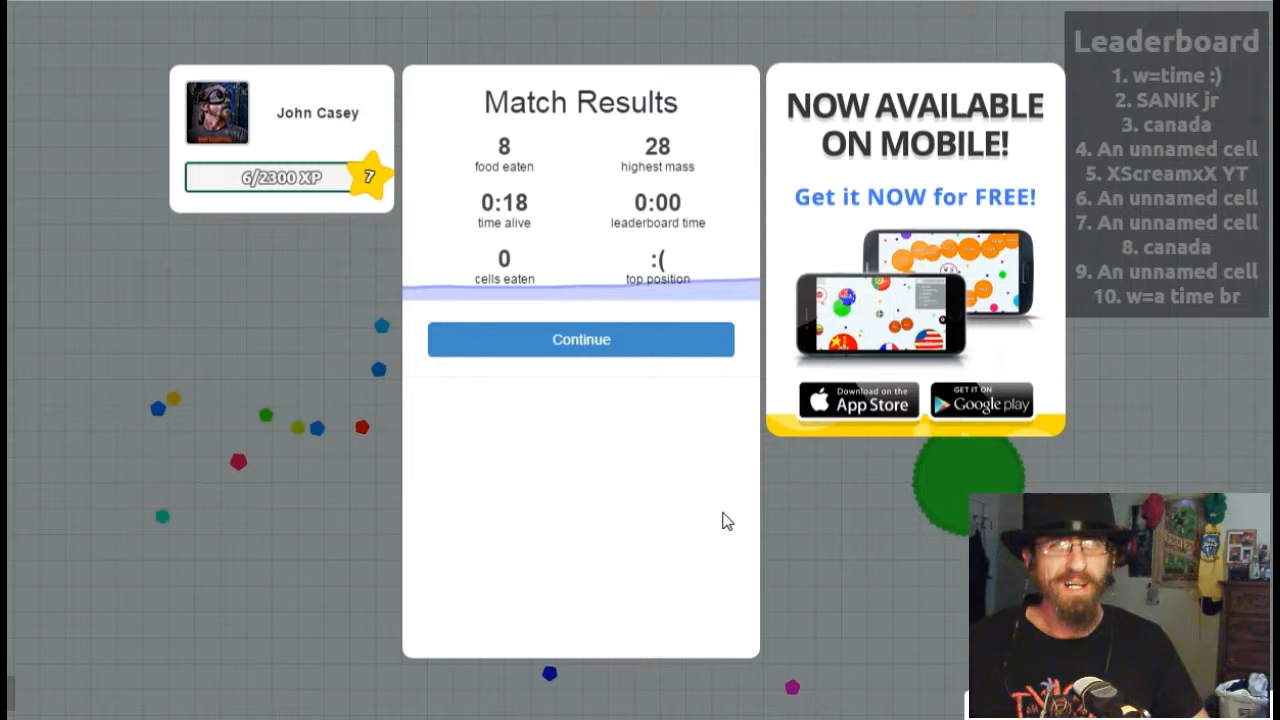 John Casey
6/2300 XP
7
Match Results
8
food eaten
28
highest mass
0:18
time alive
0:00
leaderboard time
0
cells eaten
:(
top position
Continue
NOW AVAILABLE
ON MOBILE!
Get it NOW for FREE!
Download on the
App Store
GET IT ON
Google play
Leaderboard
1. w=time :)
2. SANIK jr
3. canada
4. An unnamed cell
5. XScreamxX YT
6. An unnamed cell
7. An unnamed cell
8. canada
9. An unnamed cell
10. w=a time br